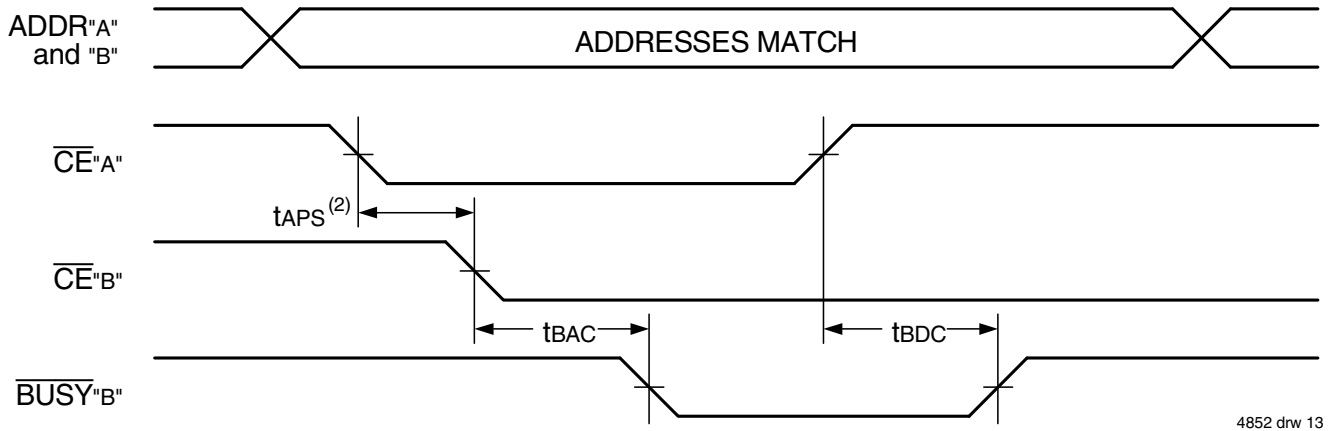 ADDR"A"
and "B"
ADDRESSES MATCH
CE"A"
tAPS(2)
CE"B"
tBAC
tBDC
BUSY"B"
4852 drw 13